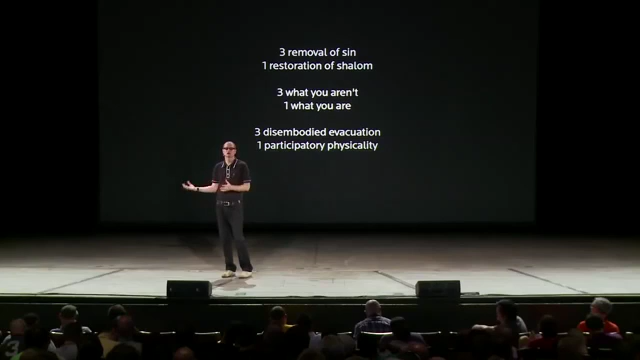 3 removal of sin
1 restoration of shalom
3 what you aren't
1 what you are
3 disembodied evacuation
1 participatory physicality
3